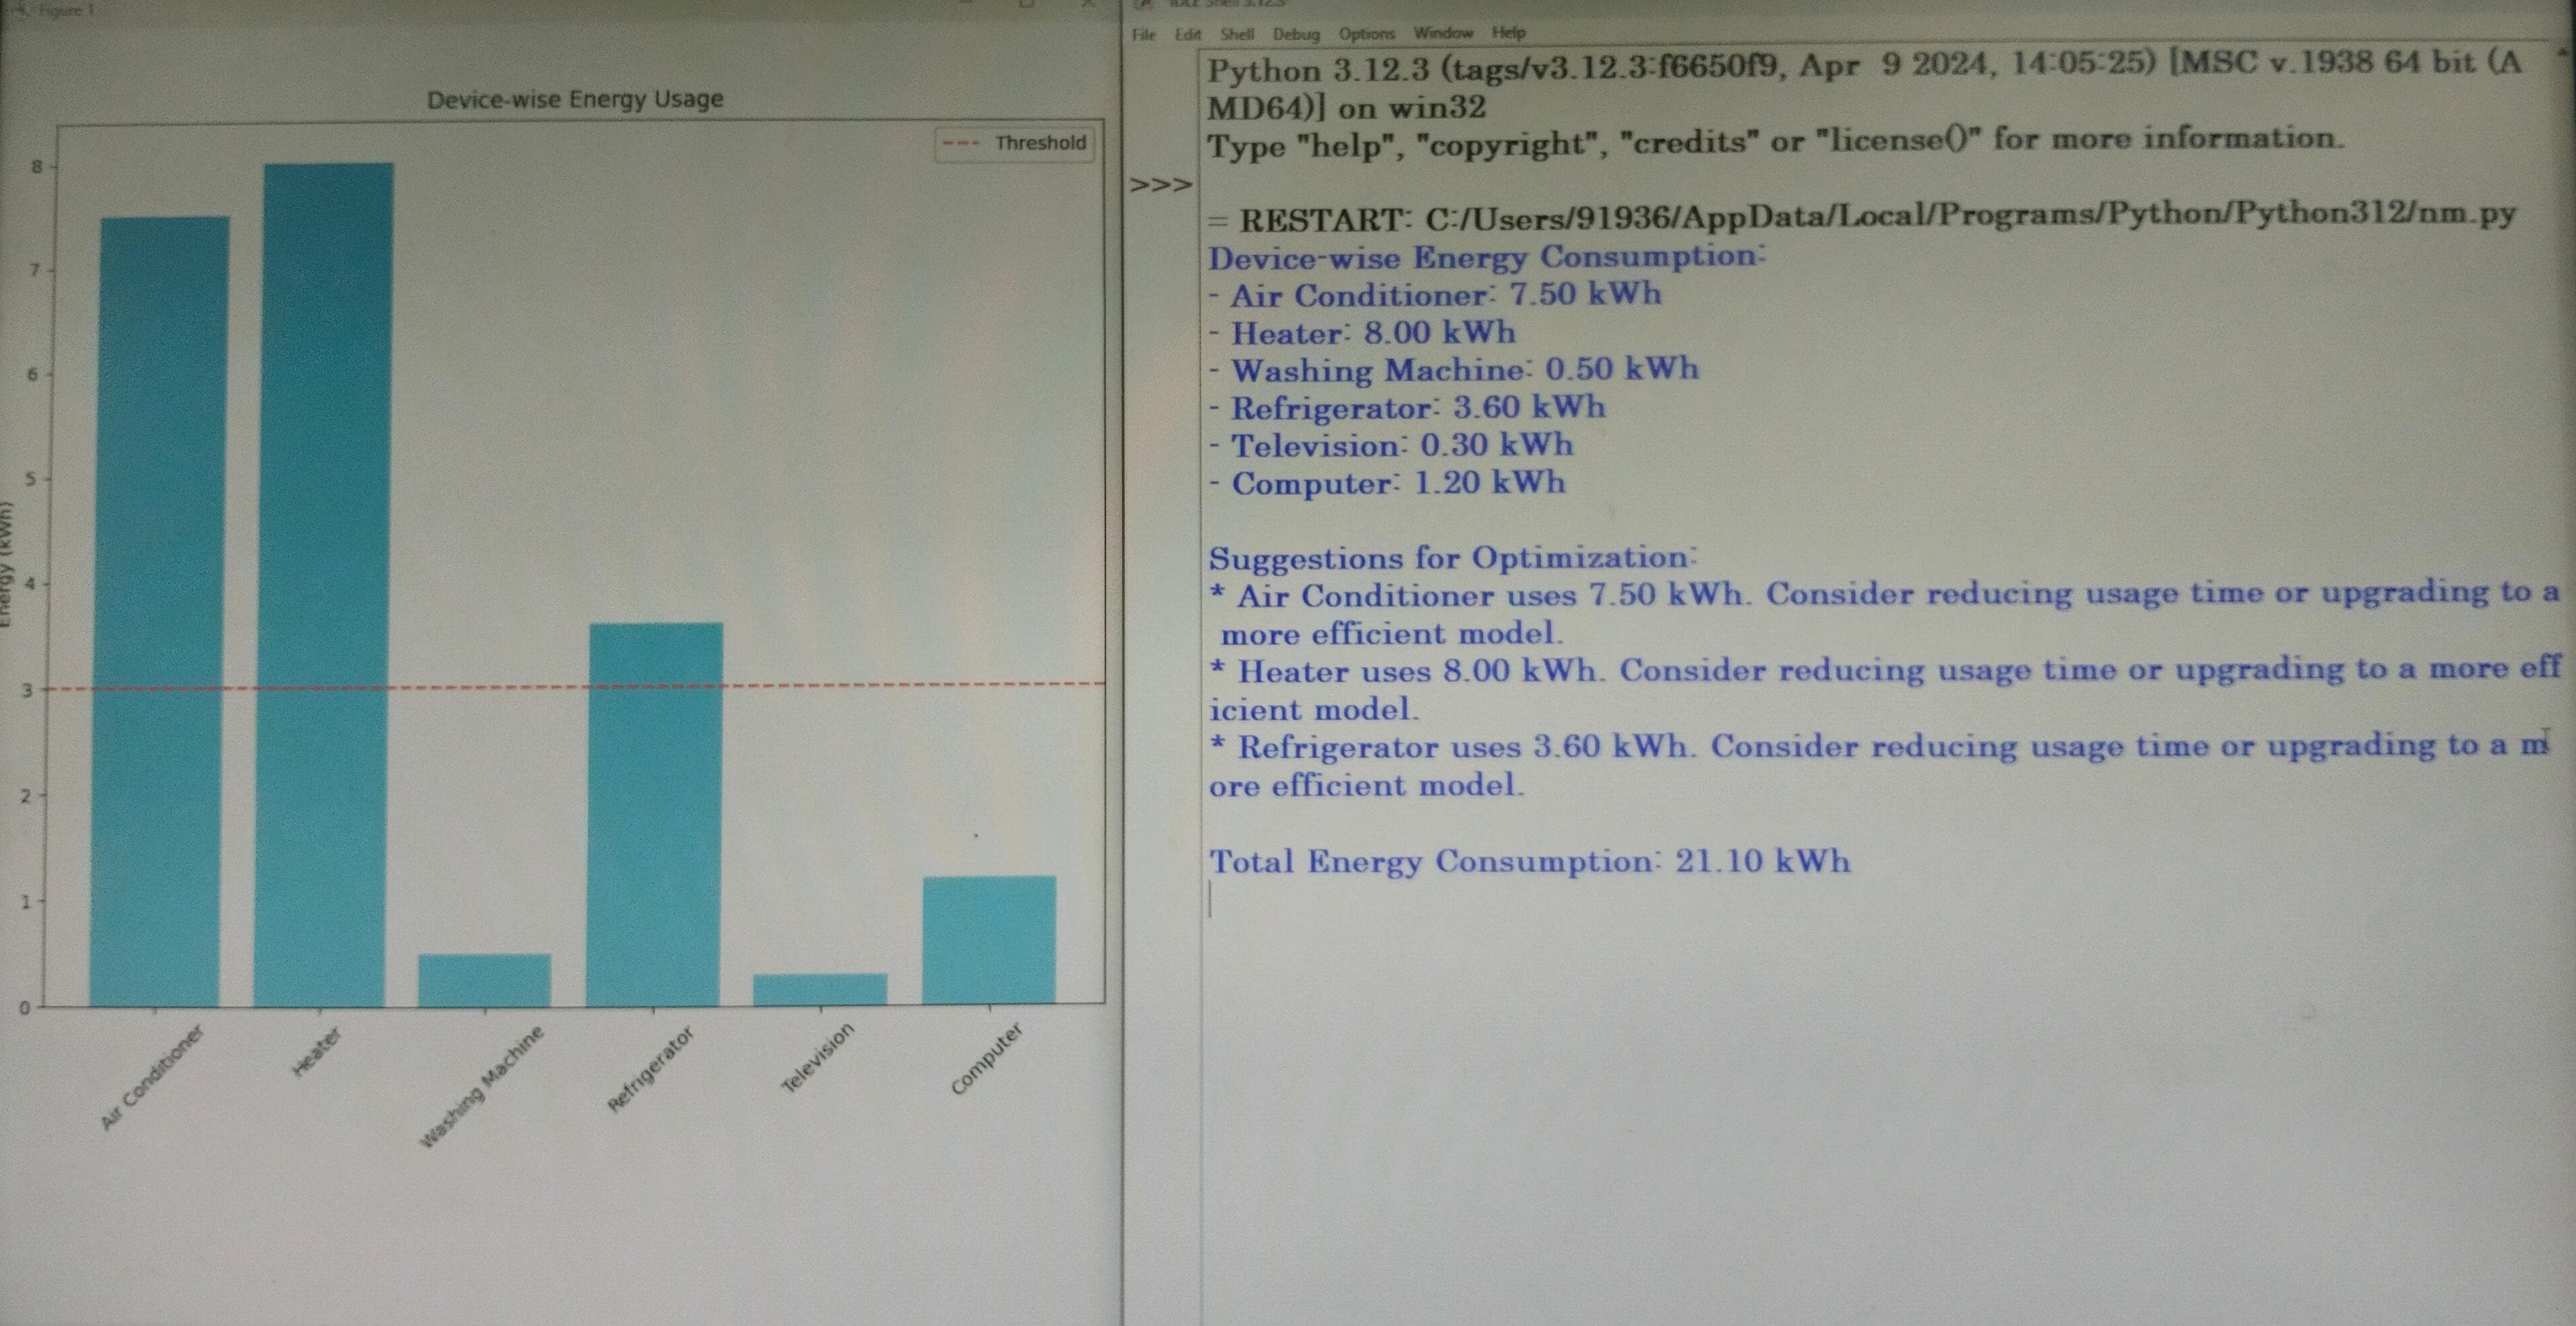 Figure 1
Device-wise Energy Usage
Threshold
8
7
6
5
4
3
2
1
0
Energy (kWh)
Air Conditioner
Heater
Washing Machine
Refrigerator
Television
Computer
IDLE Shell 3.12.3
File Edit Shell Debug Options Window Help
Python 3.12.3 (tags/v3.12.3:f6650f9, Apr  9 2024, 14:05:25) [MSC v.1938 64 bit (A
MD64)] on win32
Type "help", "copyright", "credits" or "license()" for more information.
>>>
= RESTART: C:/Users/91936/AppData/Local/Programs/Python/Python312/nm.py
Device-wise Energy Consumption:
- Air Conditioner: 7.50 kWh
- Heater: 8.00 kWh
- Washing Machine: 0.50 kWh
- Refrigerator: 3.60 kWh
- Television: 0.30 kWh
- Computer: 1.20 kWh
Suggestions for Optimization:
* Air Conditioner uses 7.50 kWh. Consider reducing usage time or upgrading to a
more efficient model.
* Heater uses 8.00 kWh. Consider reducing usage time or upgrading to a more eff
icient model.
* Refrigerator uses 3.60 kWh. Consider reducing usage time or upgrading to a m
ore efficient model.
Total Energy Consumption: 21.10 kWh